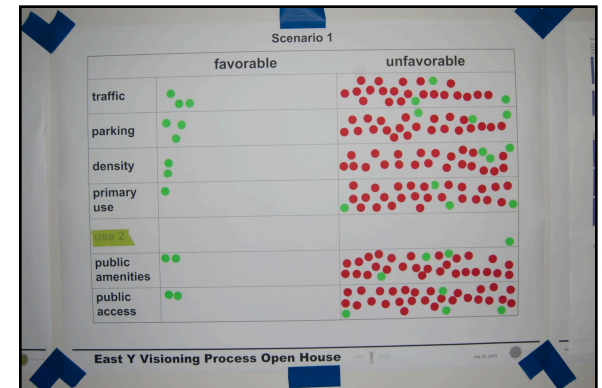 Scenario 1
favorable unfavorable
traffic
parking
density
primary
use
use 2
public
amenities
public
access
East Y Visioning Process Open House